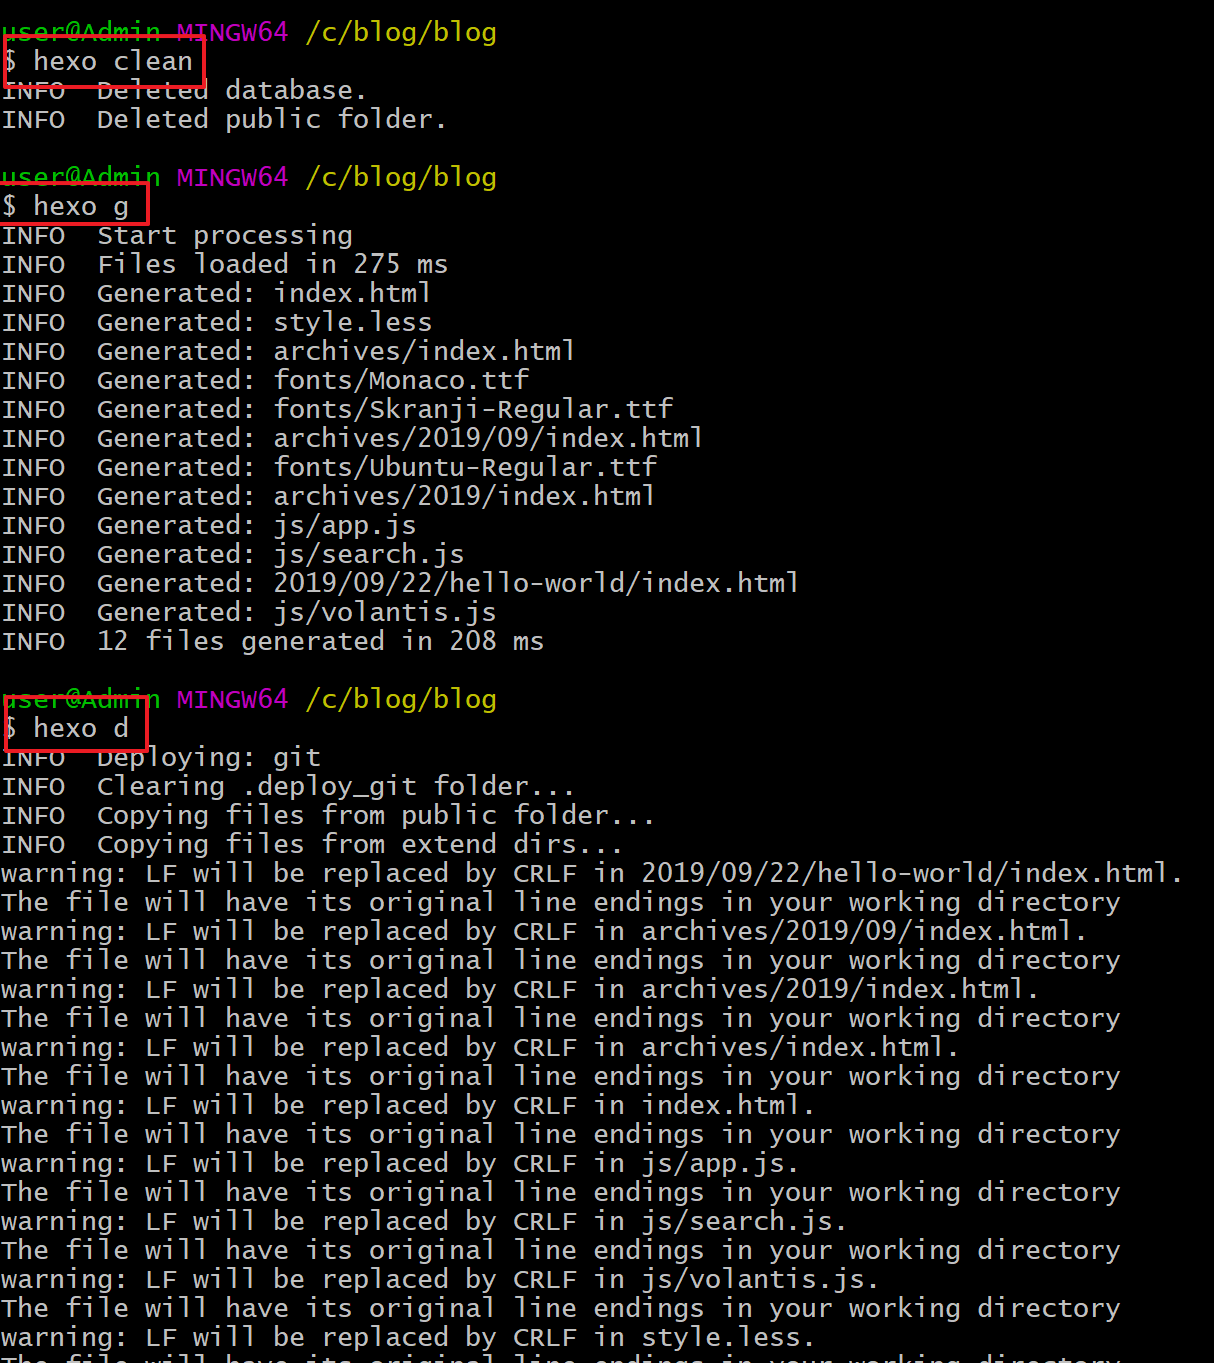 user@Admin MINGW64 /c/blog/blog
$ hexo clean
INFO  Deleted database.
INFO  Deleted public folder.
user@Admin MINGW64 /c/blog/blog
$ hexo g
INFO  Start processing
INFO  Files loaded in 275 ms
INFO  Generated: index.html
INFO  Generated: style.less
INFO  Generated: archives/index.html
INFO  Generated: fonts/Monaco.ttf
INFO  Generated: fonts/Skranji-Regular.ttf
INFO  Generated: archives/2019/09/index.html
INFO  Generated: fonts/Ubuntu-Regular.ttf
INFO  Generated: archives/2019/index.html
INFO  Generated: js/app.js
INFO  Generated: js/search.js
INFO  Generated: 2019/09/22/hello-world/index.html
INFO  Generated: js/volantis.js
INFO  12 files generated in 208 ms
user@Admin MINGW64 /c/blog/blog
$ hexo d
INFO  Deploying: git
INFO  Clearing .deploy_git folder...
INFO  Copying files from public folder...
INFO  Copying files from extend dirs...
warning: LF will be replaced by CRLF in 2019/09/22/hello-world/index.html.
The file will have its original line endings in your working directory
warning: LF will be replaced by CRLF in archives/2019/09/index.html.
The file will have its original line endings in your working directory
warning: LF will be replaced by CRLF in archives/2019/index.html.
The file will have its original line endings in your working directory
warning: LF will be replaced by CRLF in archives/index.html.
The file will have its original line endings in your working directory
warning: LF will be replaced by CRLF in index.html.
The file will have its original line endings in your working directory
warning: LF will be replaced by CRLF in js/app.js.
The file will have its original line endings in your working directory
warning: LF will be replaced by CRLF in js/search.js.
The file will have its original line endings in your working directory
warning: LF will be replaced by CRLF in js/volantis.js.
The file will have its original line endings in your working directory
warning: LF will be replaced by CRLF in style.less.
The file will have its original line endings in your working directory